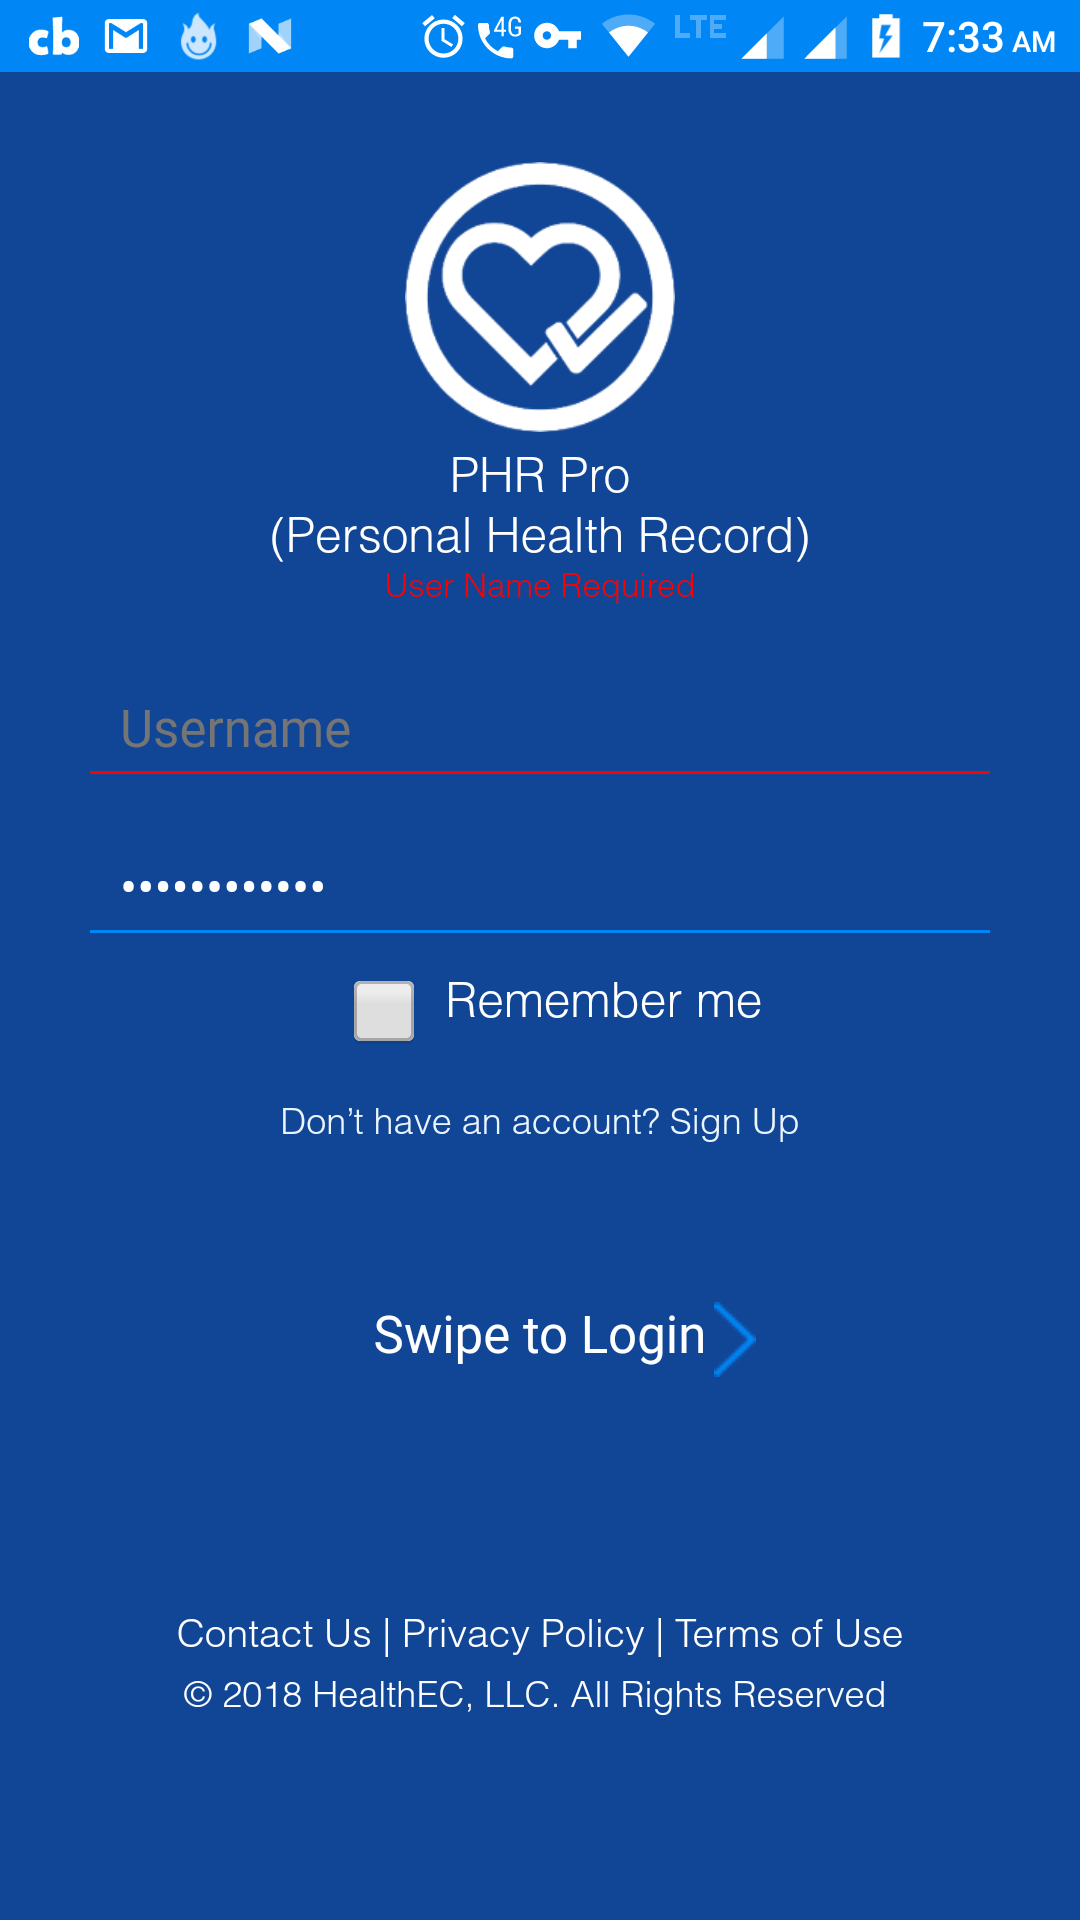 cb 4G LTE 7:33 AM
PHR Pro
(Personal Health Record)
User Name Required
Username
Remember me
Don’t have an account? Sign Up
Swipe to Login
Contact Us | Privacy Policy | Terms of Use
© 2018 HealthEC, LLC. All Rights Reserved